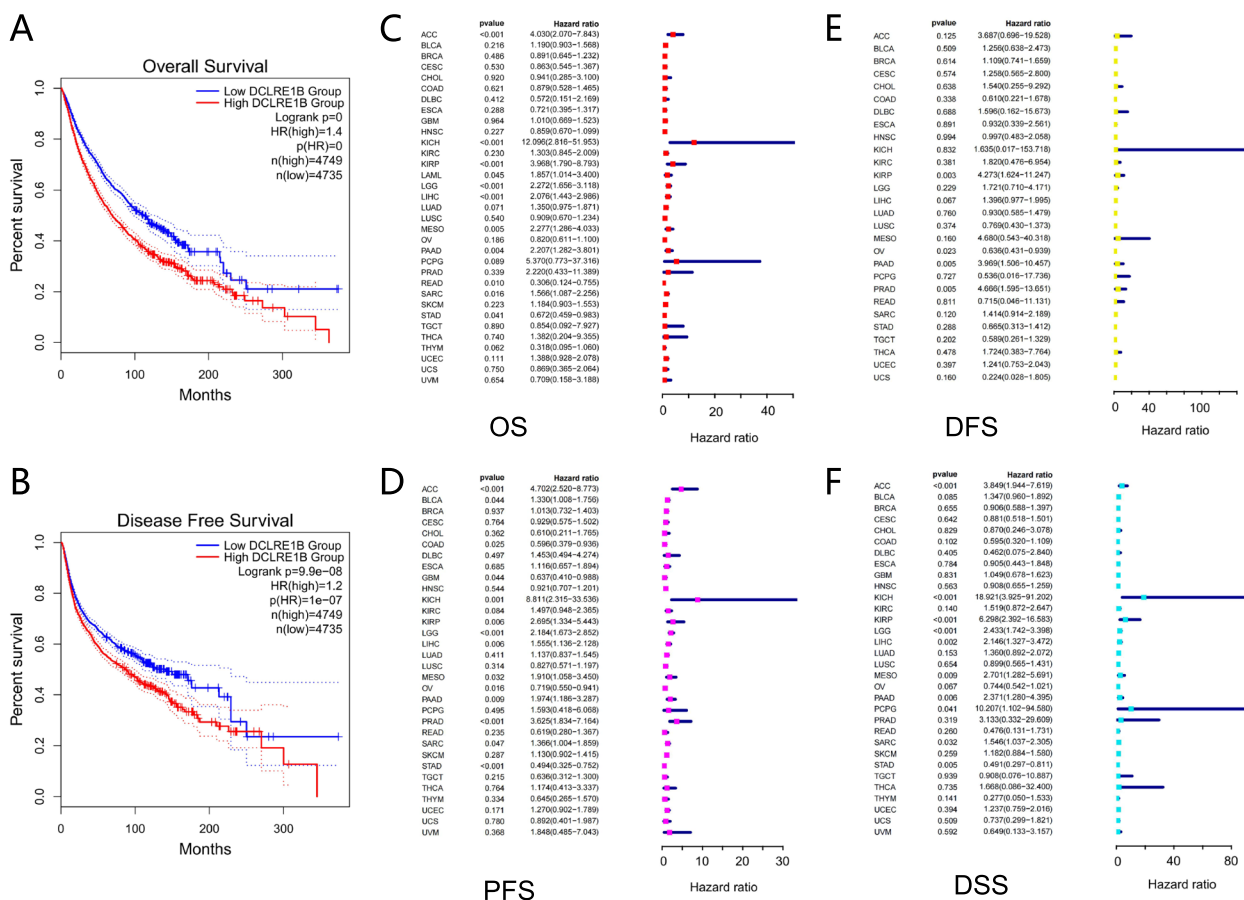 A
Overall Survival
Low DCLRE1B Group
High DCLRE1B Group
Logrank p=0
HR(high)=1.4
p(HR)=0
n(high)=4749
n(low)=4735
Percent survival
0.0 0.2 0.4 0.6 0.8 1.0
0 100 200 300
Months
B
Disease Free Survival
Low DCLRE1B Group
High DCLRE1B Group
Logrank p=9.9e−08
HR(high)=1.2
p(HR)=1e−07
n(high)=4749
n(low)=4735
Percent survival
0.0 0.2 0.4 0.6 0.8 1.0
0 100 200 300
Months
C
pvalue Hazard ratio
ACC <0.001 4.030(2.070−7.843)
BLCA 0.216 1.190(0.903−1.568)
BRCA 0.486 0.891(0.645−1.232)
CESC 0.530 0.863(0.545−1.367)
CHOL 0.920 0.941(0.285−3.100)
COAD 0.621 0.879(0.528−1.465)
DLBC 0.412 0.572(0.151−2.169)
ESCA 0.288 0.721(0.395−1.317)
GBM 0.964 1.010(0.669−1.523)
HNSC 0.227 0.859(0.670−1.099)
KICH <0.001 12.096(2.816−51.953)
KIRC 0.230 1.303(0.845−2.009)
KIRP <0.001 3.968(1.790−8.793)
LAML 0.045 1.857(1.014−3.400)
LGG <0.001 2.272(1.656−3.118)
LIHC <0.001 2.076(1.443−2.986)
LUAD 0.071 1.350(0.975−1.871)
LUSC 0.540 0.909(0.670−1.234)
MESO 0.005 2.277(1.286−4.033)
OV 0.186 0.820(0.611−1.100)
PAAD 0.004 2.207(1.282−3.801)
PCPG 0.089 5.370(0.773−37.316)
PRAD 0.339 2.220(0.433−11.389)
READ 0.010 0.306(0.124−0.755)
SARC 0.016 1.566(1.087−2.256)
SKCM 0.223 1.184(0.903−1.553)
STAD 0.041 0.672(0.459−0.983)
TGCT 0.890 0.854(0.092−7.927)
THCA 0.740 1.382(0.204−9.355)
THYM 0.062 0.318(0.095−1.060)
UCEC 0.111 1.388(0.928−2.078)
UCS 0.750 0.869(0.365−2.064)
UVM 0.654 0.709(0.158−3.188)
0 20 40
Hazard ratio
OS
D
pvalue Hazard ratio
ACC <0.001 4.702(2.520−8.773)
BLCA 0.044 1.330(1.008−1.756)
BRCA 0.937 1.013(0.732−1.403)
CESC 0.764 0.929(0.575−1.502)
CHOL 0.362 0.610(0.211−1.765)
COAD 0.025 0.596(0.379−0.936)
DLBC 0.497 1.453(0.494−4.274)
ESCA 0.685 1.116(0.657−1.894)
GBM 0.044 0.637(0.410−0.988)
HNSC 0.544 0.921(0.707−1.201)
KICH 0.001 8.811(2.315−33.536)
KIRC 0.084 1.497(0.948−2.365)
KIRP 0.006 2.695(1.334−5.443)
LGG <0.001 2.184(1.673−2.852)
LIHC 0.006 1.555(1.136−2.128)
LUAD 0.411 1.137(0.837−1.545)
LUSC 0.314 0.827(0.571−1.197)
MESO 0.032 1.910(1.058−3.450)
OV 0.016 0.719(0.550−0.941)
PAAD 0.009 1.974(1.186−3.287)
PCPG 0.495 1.593(0.418−6.068)
PRAD <0.001 3.625(1.834−7.164)
READ 0.235 0.619(0.280−1.367)
SARC 0.047 1.366(1.004−1.859)
SKCM 0.287 1.130(0.902−1.415)
STAD <0.001 0.494(0.325−0.752)
TGCT 0.215 0.636(0.312−1.300)
THCA 0.764 1.174(0.413−3.337)
THYM 0.334 0.645(0.265−1.570)
UCEC 0.171 1.270(0.902−1.789)
UCS 0.780 0.892(0.401−1.987)
UVM 0.368 1.848(0.485−7.043)
0 10 20 30
Hazard ratio
PFS
E
pvalue Hazard ratio
ACC 0.125 3.687(0.696−19.528)
BLCA 0.509 1.256(0.638−2.473)
BRCA 0.614 1.109(0.741−1.659)
CESC 0.574 1.258(0.565−2.800)
CHOL 0.638 1.540(0.255−9.292)
COAD 0.338 0.610(0.221−1.678)
DLBC 0.688 1.596(0.162−15.673)
ESCA 0.891 0.932(0.339−2.561)
HNSC 0.994 0.997(0.483−2.058)
KICH 0.832 1.635(0.017−153.718)
KIRC 0.381 1.820(0.476−6.954)
KIRP 0.003 4.273(1.624−11.247)
LGG 0.229 1.721(0.710−4.171)
LIHC 0.067 1.396(0.977−1.995)
LUAD 0.760 0.930(0.585−1.479)
LUSC 0.374 0.769(0.430−1.373)
MESO 0.160 4.680(0.543−40.318)
OV 0.023 0.636(0.431−0.939)
PAAD 0.005 3.969(1.506−10.457)
PCPG 0.727 0.536(0.016−17.736)
PRAD 0.005 4.666(1.595−13.651)
READ 0.811 0.715(0.046−11.131)
SARC 0.120 1.414(0.914−2.189)
STAD 0.288 0.665(0.313−1.412)
TGCT 0.202 0.589(0.261−1.329)
THCA 0.478 1.724(0.383−7.764)
UCEC 0.397 1.241(0.753−2.043)
UCS 0.160 0.224(0.028−1.805)
0 40 80 140
Hazard ratio
DFS
F
pvalue Hazard ratio
ACC <0.001 3.849(1.944−7.619)
BLCA 0.085 1.347(0.960−1.892)
BRCA 0.655 0.906(0.588−1.397)
CESC 0.642 0.881(0.518−1.501)
CHOL 0.829 0.870(0.246−3.078)
COAD 0.102 0.595(0.320−1.109)
DLBC 0.405 0.462(0.075−2.840)
ESCA 0.784 0.905(0.443−1.848)
GBM 0.831 1.049(0.678−1.623)
HNSC 0.563 0.908(0.655−1.259)
KICH <0.001 18.921(3.925−91.202)
KIRC 0.140 1.519(0.872−2.647)
KIRP <0.001 6.298(2.392−16.583)
LGG <0.001 2.433(1.742−3.398)
LIHC 0.002 2.146(1.327−3.472)
LUAD 0.153 1.360(0.892−2.072)
LUSC 0.654 0.899(0.565−1.431)
MESO 0.009 2.701(1.282−5.691)
OV 0.067 0.744(0.542−1.021)
PAAD 0.006 2.371(1.280−4.395)
PCPG 0.041 10.207(1.102−94.580)
PRAD 0.319 3.133(0.332−29.609)
READ 0.260 0.476(0.131−1.731)
SARC 0.032 1.546(1.037−2.305)
SKCM 0.259 1.182(0.884−1.580)
STAD 0.005 0.491(0.297−0.811)
TGCT 0.939 0.908(0.076−10.887)
THCA 0.735 1.668(0.086−32.400)
THYM 0.141 0.277(0.050−1.533)
UCEC 0.394 1.237(0.759−2.016)
UCS 0.509 0.737(0.299−1.821)
UVM 0.592 0.649(0.133−3.157)
0 20 40 60 80
Hazard ratio
DSS